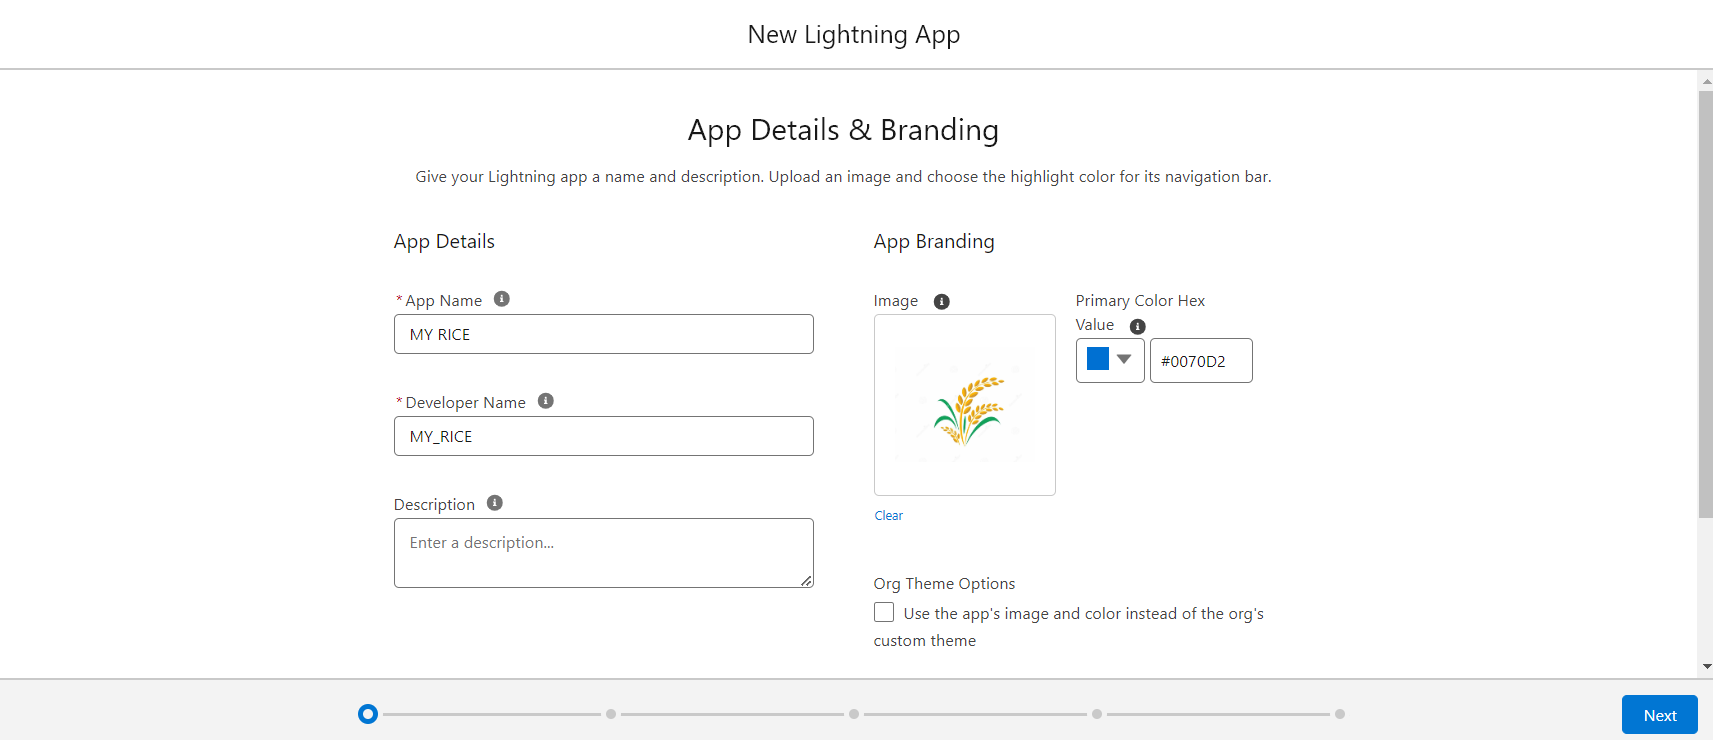 New Lightning App
App Details & Branding
Give your Lightning app a name and description. Upload an image and choose the highlight color for its navigation bar.
App Details
* App Name
MY RICE
* Developer Name
MY_RICE
Description
Enter a description...
App Branding
Image
Clear
Primary Color Hex
Value
#0070D2
Org Theme Options
Use the app's image and color instead of the org's
custom theme
Next